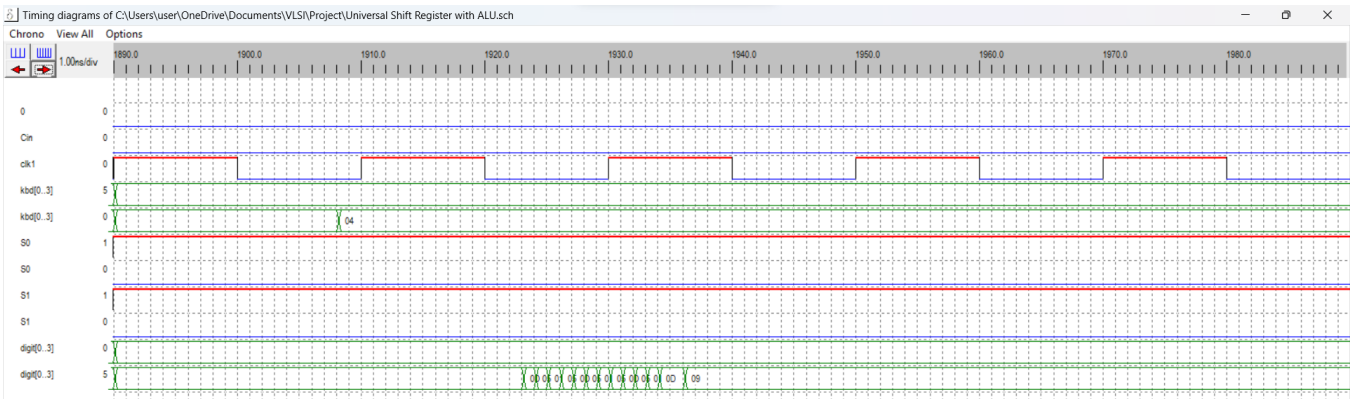 Timing diagrams of C:\Users\user\OneDrive\Documents\VLSI\Project\Universal Shift Register with ALU.sch
Chrono View All Options
1.00ns/div 1890.0 1900.0 1910.0 1920.0 1930.0 1940.0 1950.0 1960.0 1970.0 1980.0
0 0
Cin 0
clk1 0
kbd[0..3] 5
kbd[0..3] 0 04
S0 1
S0 0
S1 1
S1 0
digit[0..3] 0
digit[0..3] 5 0D 09